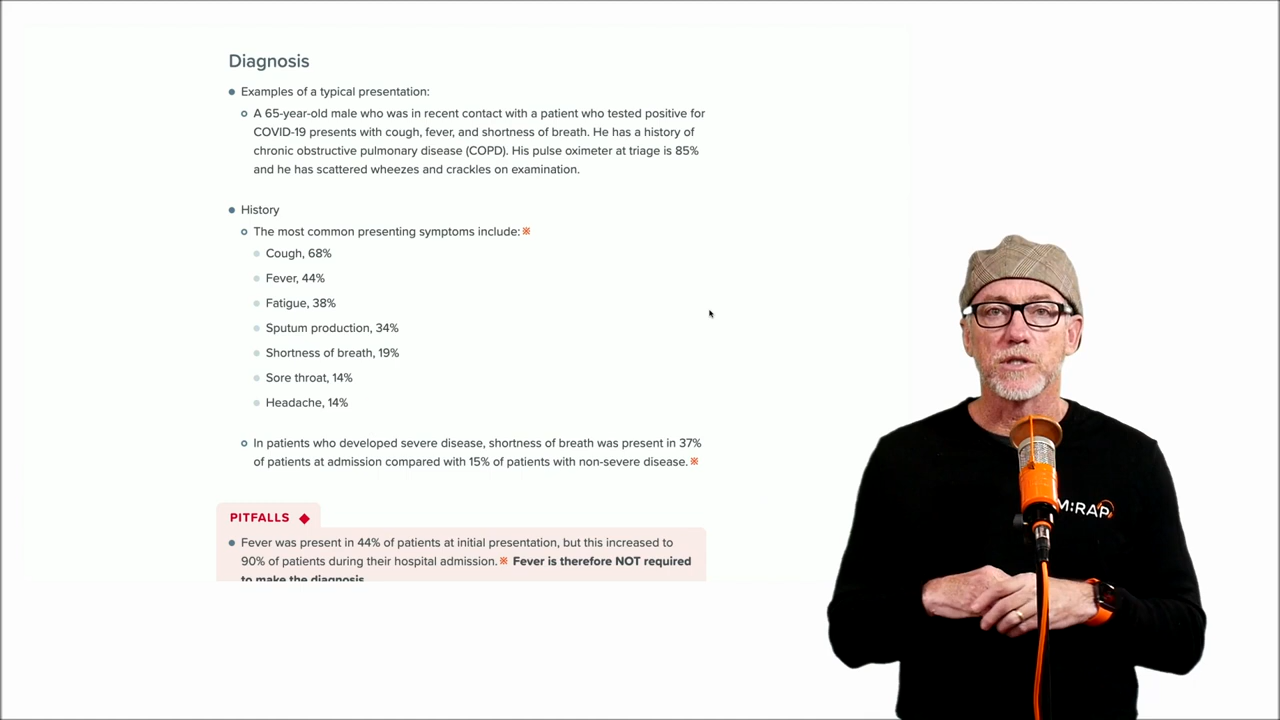 Diagnosis
Examples of a typical presentation:
A 65-year-old male who was in recent contact with a patient who tested positive for
COVID-19 presents with cough, fever, and shortness of breath. He has a history of
chronic obstructive pulmonary disease (COPD). His pulse oximeter at triage is 85%
and he has scattered wheezes and crackles on examination.
History
The most common presenting symptoms include:※
Cough, 68%
Fever, 44%
Fatigue, 38%
Sputum production, 34%
Shortness of breath, 19%
Sore throat, 14%
Headache, 14%
In patients who developed severe disease, shortness of breath was present in 37%
of patients at admission compared with 15% of patients with non-severe disease.※
PITFALLS
Fever was present in 44% of patients at initial presentation, but this increased to
90% of patients during their hospital admission.※ Fever is therefore NOT required
to make the diagnosis
M:RAP